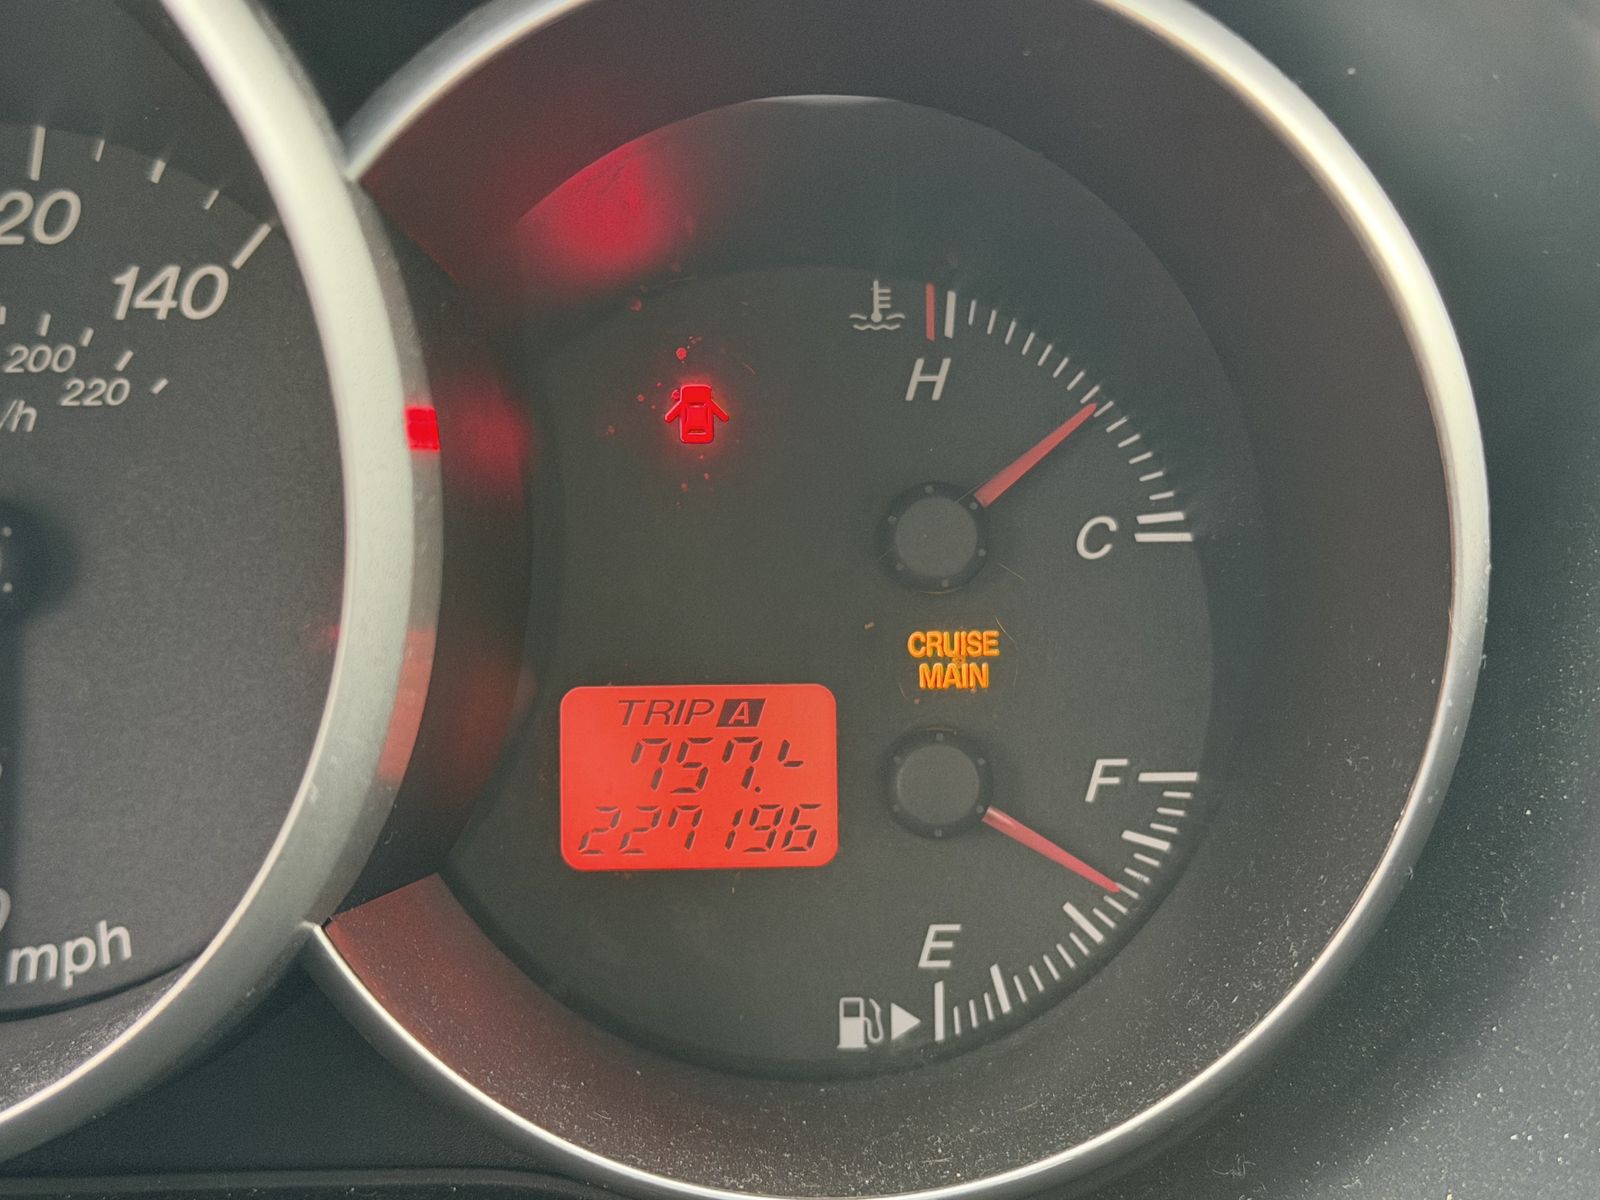 20
140
200
220
/h
mph
H
C
CRUISE
MAIN
TRIP A
757.
227196
F
E